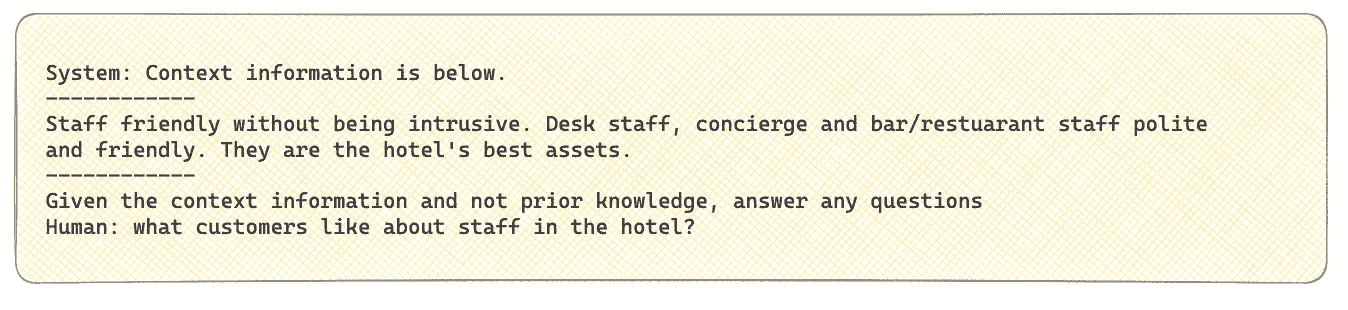 System: Context information is below.
------------
Staff friendly without being intrusive. Desk staff, concierge and bar/restuarant staff polite
and friendly. They are the hotel's best assets.
------------
Given the context information and not prior knowledge, answer any questions
Human: what customers like about staff in the hotel?